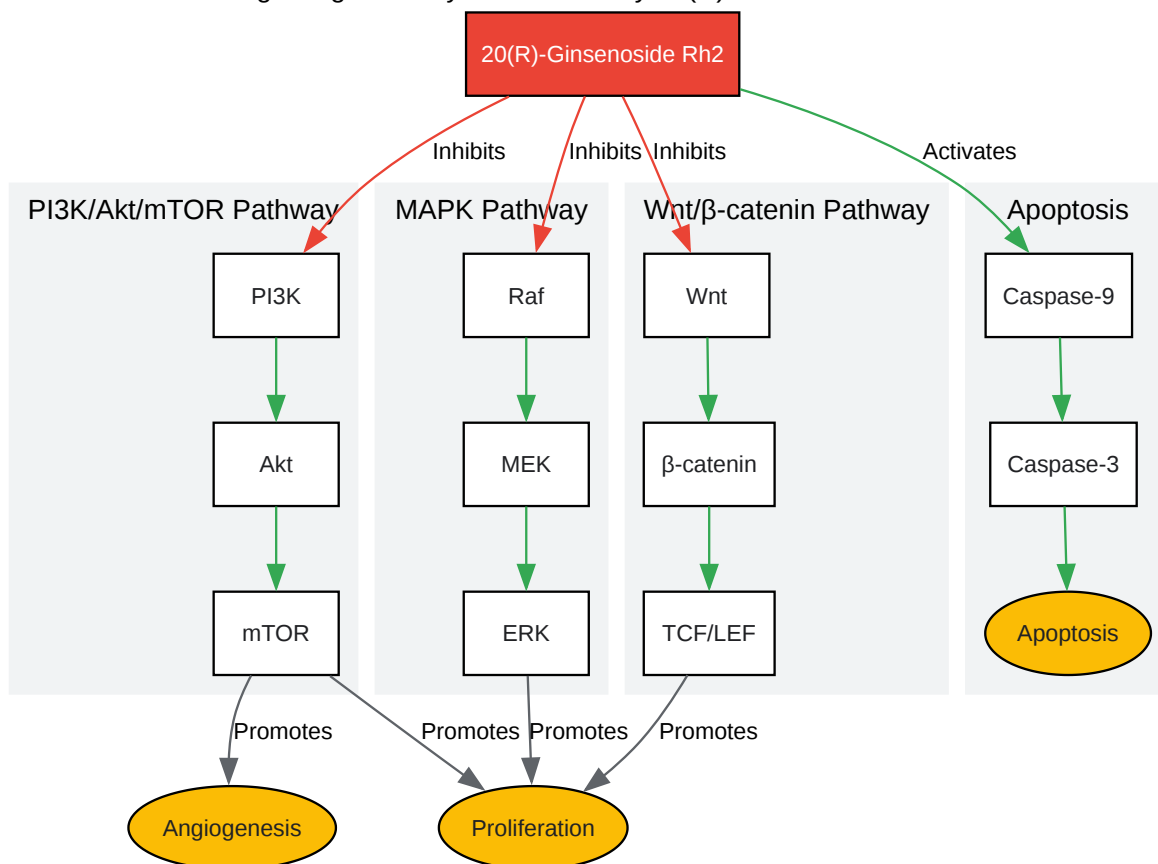 20(R)-Ginsenoside Rh2
Inhibits
Inhibits
Inhibits
Activates
PI3K/Akt/mTOR Pathway
MAPK Pathway
Wnt/β-catenin Pathway
Apoptosis
PI3K
Raf
Wnt
Caspase-9
Akt
MEK
β-catenin
Caspase-3
mTOR
ERK
TCF/LEF
Apoptosis
Promotes
Promotes
Promotes
Promotes
Angiogenesis
Proliferation